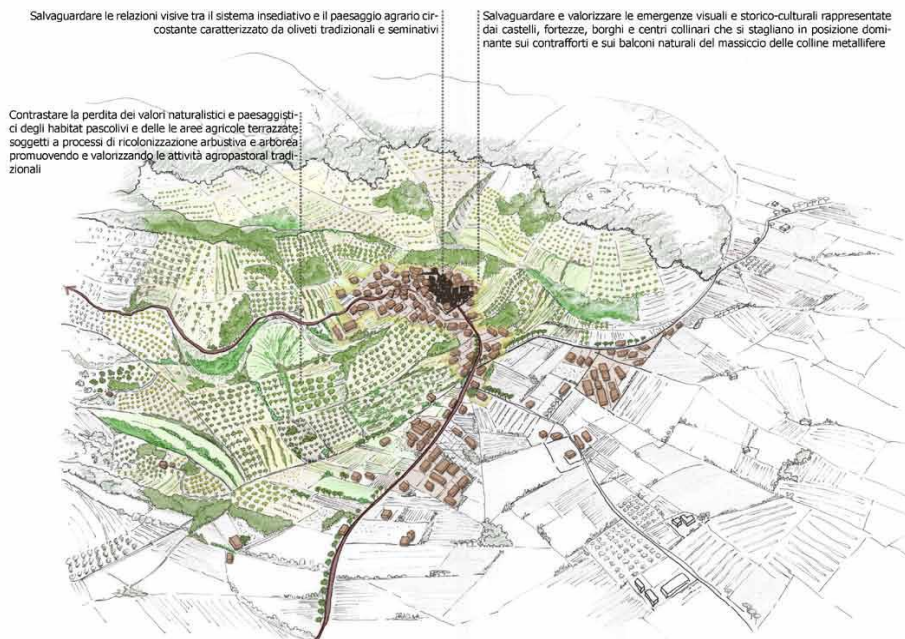 Salvaguardare le relazioni visive tra il sistema insediativo e il paesaggio agrario cir-
costante caratterizzato da oliveti tradizionali e seminativi
Salvaguardare e valorizzare le emergenze visuali e storico-culturali rappresentate
dai castelli, fortezze, borghi e centri collinari che si stagliano in posizione domi-
nante sui contrafforti e sui balconi naturali del massiccio delle colline metallifere
Contrastare la perdita dei valori naturalistici e paesaggisti-
ci degli habitat pascolivi e delle le aree agricole terrazzate
soggetti a processi di ricolonizzazione arbustiva e arborea
promuovendo e valorizzando le attività agropastorali tradi-
zionali